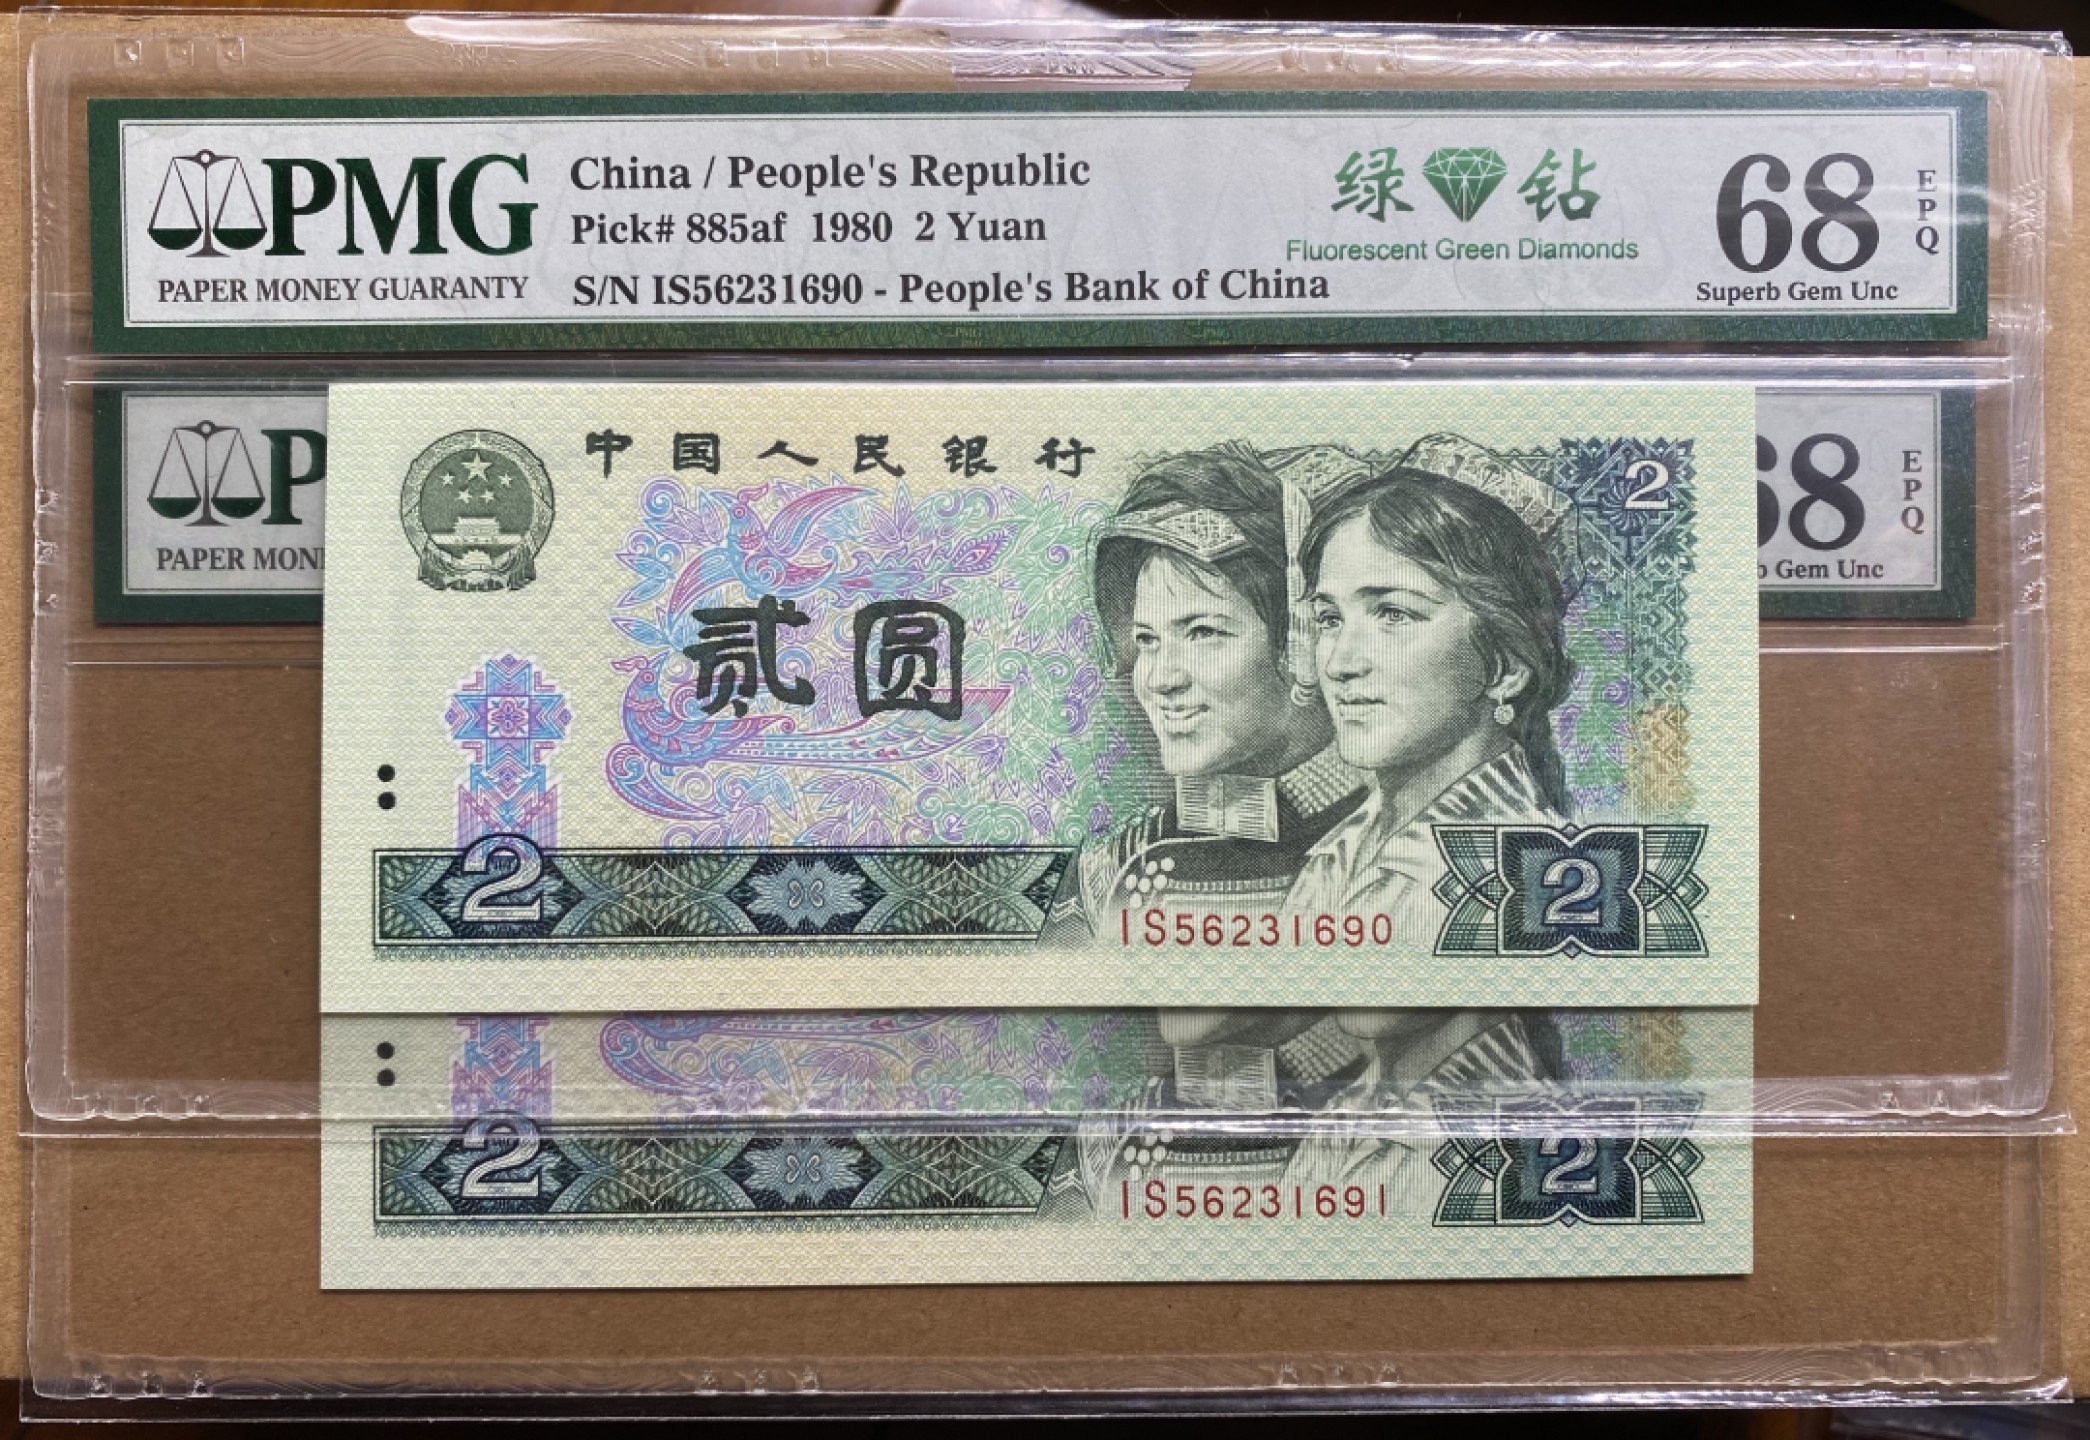 PMG
PAPER MONEY GUARANTY
China / People's Republic
Pick# 885af 1980 2 Yuan
S/N IS56231690 - People's Bank of China
绿 钻
Fluorescent Green Diamonds
68
EPQ
Superb Gem Unc
P
PAPER MON
68
EPQ
Gem Unc
中国人民银行
2
贰圆
2
IS56231690
2
2
IS56231691
2